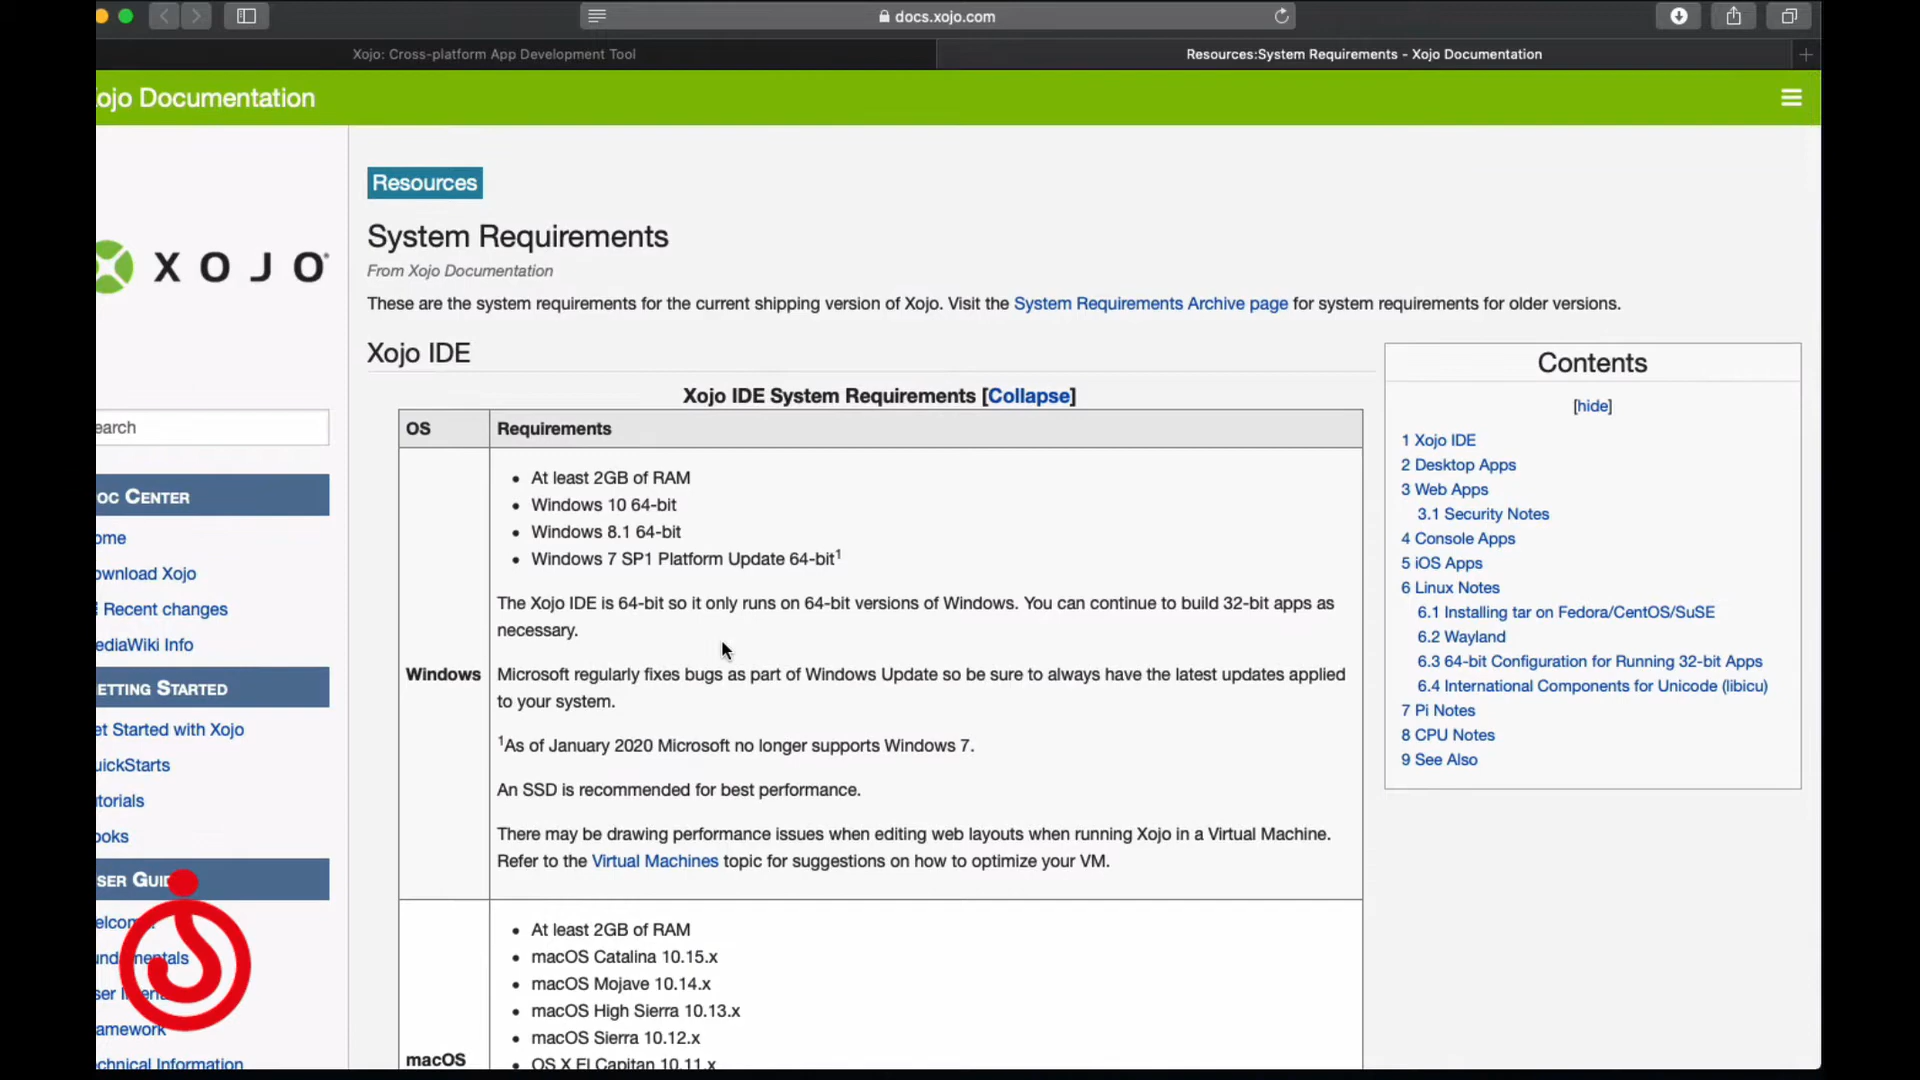 docs.xojo.com
Xojo: Cross-platform App Development Tool
Resources:System Requirements - Xojo Documentation
ojo Documentation
XOJO
earch
oc Center
ome
ownload Xojo
Recent changes
ediaWiki Info
etting Started
et Started with Xojo
uickStarts
torials
ooks
ser Guid
elcom
undamentals
ser Interfa
amework
chnical Information
Resources
System Requirements
From Xojo Documentation
These are the system requirements for the current shipping version of Xojo. Visit the System Requirements Archive page for system requirements for older versions.
Xojo IDE
Xojo IDE System Requirements [Collapse]
OS Requirements
Windows
• At least 2GB of RAM
• Windows 10 64-bit
• Windows 8.1 64-bit
• Windows 7 SP1 Platform Update 64-bit¹
The Xojo IDE is 64-bit so it only runs on 64-bit versions of Windows. You can continue to build 32-bit apps as
necessary.
Microsoft regularly fixes bugs as part of Windows Update so be sure to always have the latest updates applied
to your system.
¹As of January 2020 Microsoft no longer supports Windows 7.
An SSD is recommended for best performance.
There may be drawing performance issues when editing web layouts when running Xojo in a Virtual Machine.
Refer to the Virtual Machines topic for suggestions on how to optimize your VM.
macOS
• At least 2GB of RAM
• macOS Catalina 10.15.x
• macOS Mojave 10.14.x
• macOS High Sierra 10.13.x
• macOS Sierra 10.12.x
• OS X El Capitan 10.11.x
Contents
[hide]
1 Xojo IDE
2 Desktop Apps
3 Web Apps
3.1 Security Notes
4 Console Apps
5 iOS Apps
6 Linux Notes
6.1 Installing tar on Fedora/CentOS/SuSE
6.2 Wayland
6.3 64-bit Configuration for Running 32-bit Apps
6.4 International Components for Unicode (libicu)
7 Pi Notes
8 CPU Notes
9 See Also